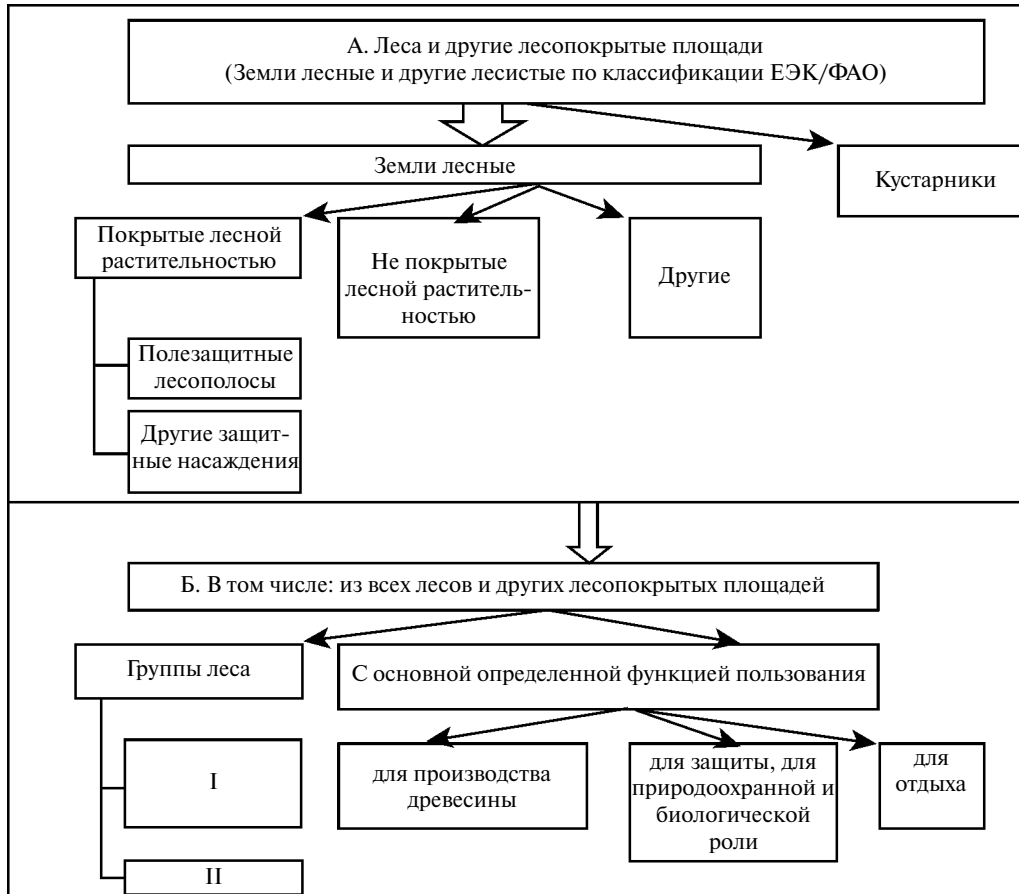 А. Леса и другие лесопокрытые площади
(Земли лесные и другие лесистые по классификации ЕЭК/ФАО)
Земли лесные
Кустарники
Покрытые лесной
растительностью
Не покрытые
лесной раститель-
ностью
Другие
Полезащитные
лесополосы
Другие защит-
ные насаждения
Б. В том числе: из всех лесов и других лесопокрытых площадей
Группы леса
С основной определенной функцией пользования
I
II
для производства
древесины
для защиты, для
природоохранной и
биологической
роли
для
отдыха